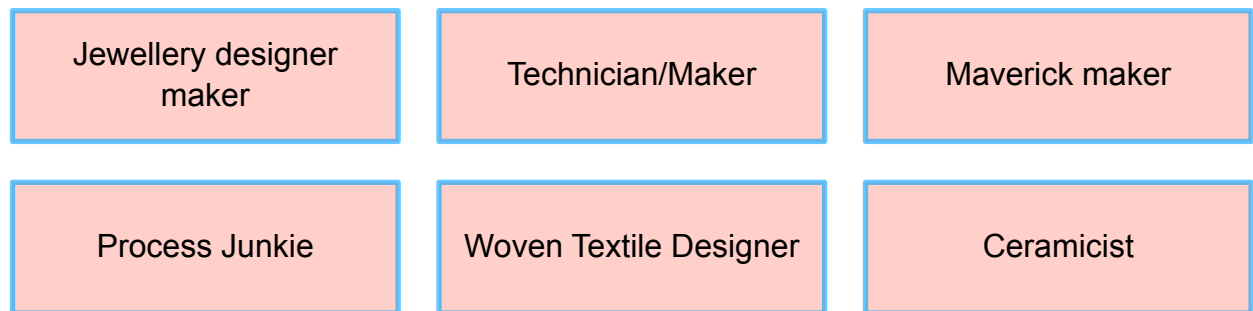 Jewellery designer
maker
Technician/Maker
Maverick maker
Process Junkie
Woven Textile Designer
Ceramicist